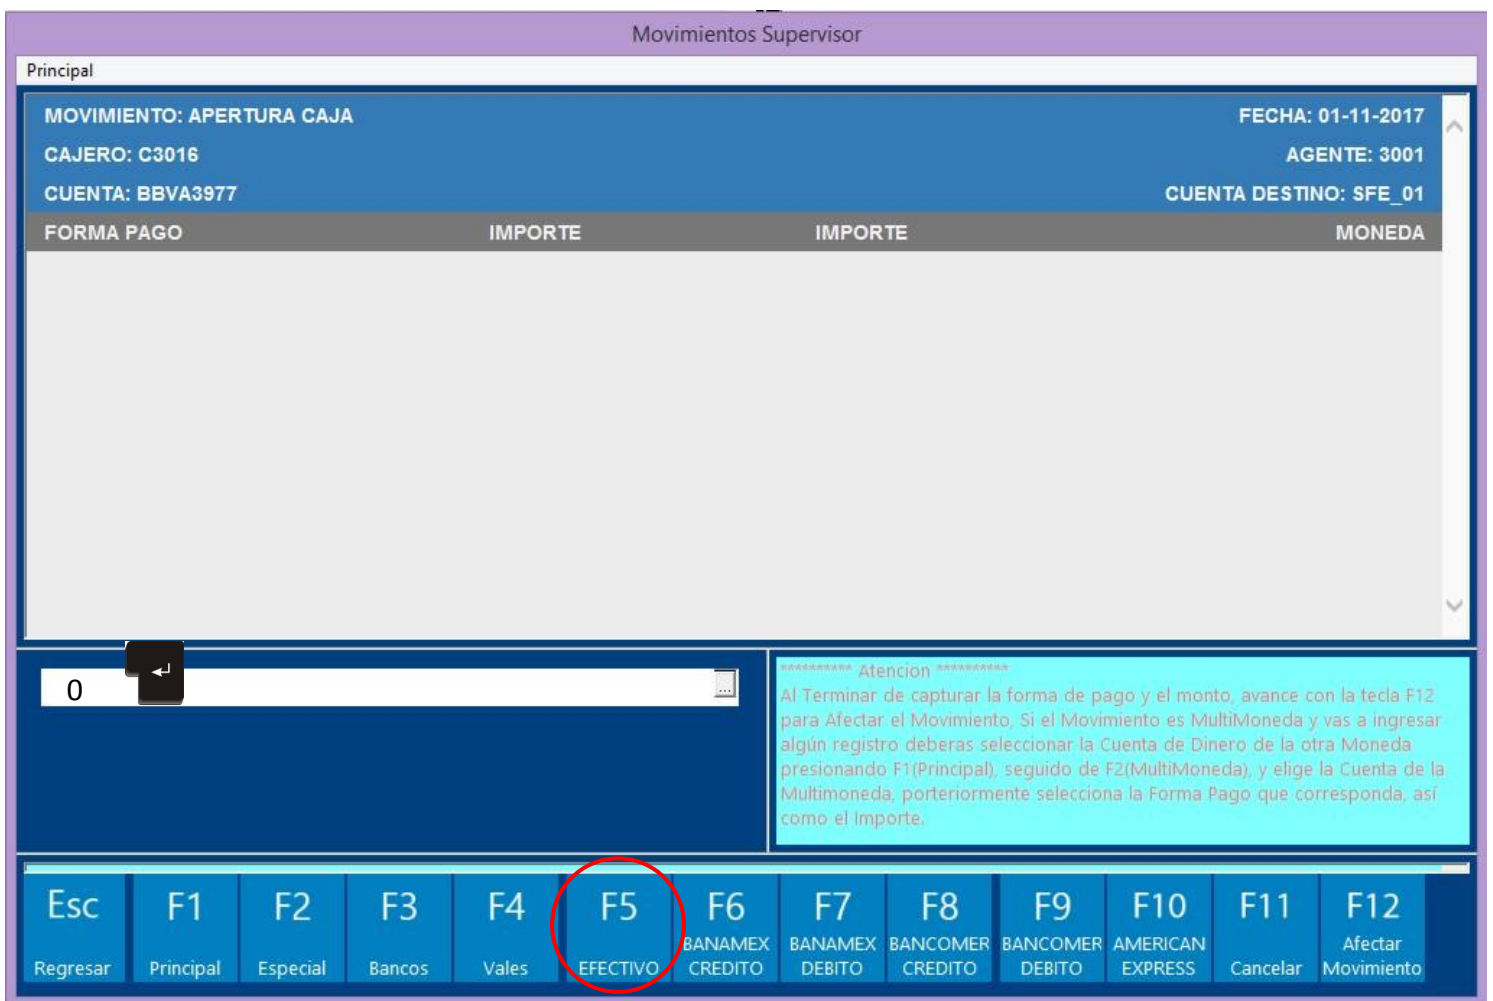 Movimientos Supervisor
Principal
MOVIMIENTO: APERTURA CAJA FECHA: 01-11-2017
CAJERO: C3016 AGENTE: 3001
CUENTA: BBVA3977 CUENTA DESTINO: SFE_01
FORMA PAGO IMPORTE IMPORTE MONEDA
0 ...
********** Atencion **********
Al Terminar de capturar la forma de pago y el monto, avance con la tecla F12
para Afectar el Movimiento, Si el Movimiento es MultiMoneda y vas a ingresar
algún registro deberas seleccionar la Cuenta de Dinero de la otra Moneda
presionando F1(Principal), seguido de F2(MultiMoneda), y elige la Cuenta de la
Multimoneda, porteriormente selecciona la Forma Pago que corresponda, así
como el Importe.
Esc Regresar
F1 Principal
F2 Especial
F3 Bancos
F4 Vales
F5 EFECTIVO
F6 BANAMEX CREDITO
F7 BANAMEX DEBITO
F8 BANCOMER CREDITO
F9 BANCOMER DEBITO
F10 AMERICAN EXPRESS
F11 Cancelar
F12 Afectar Movimiento